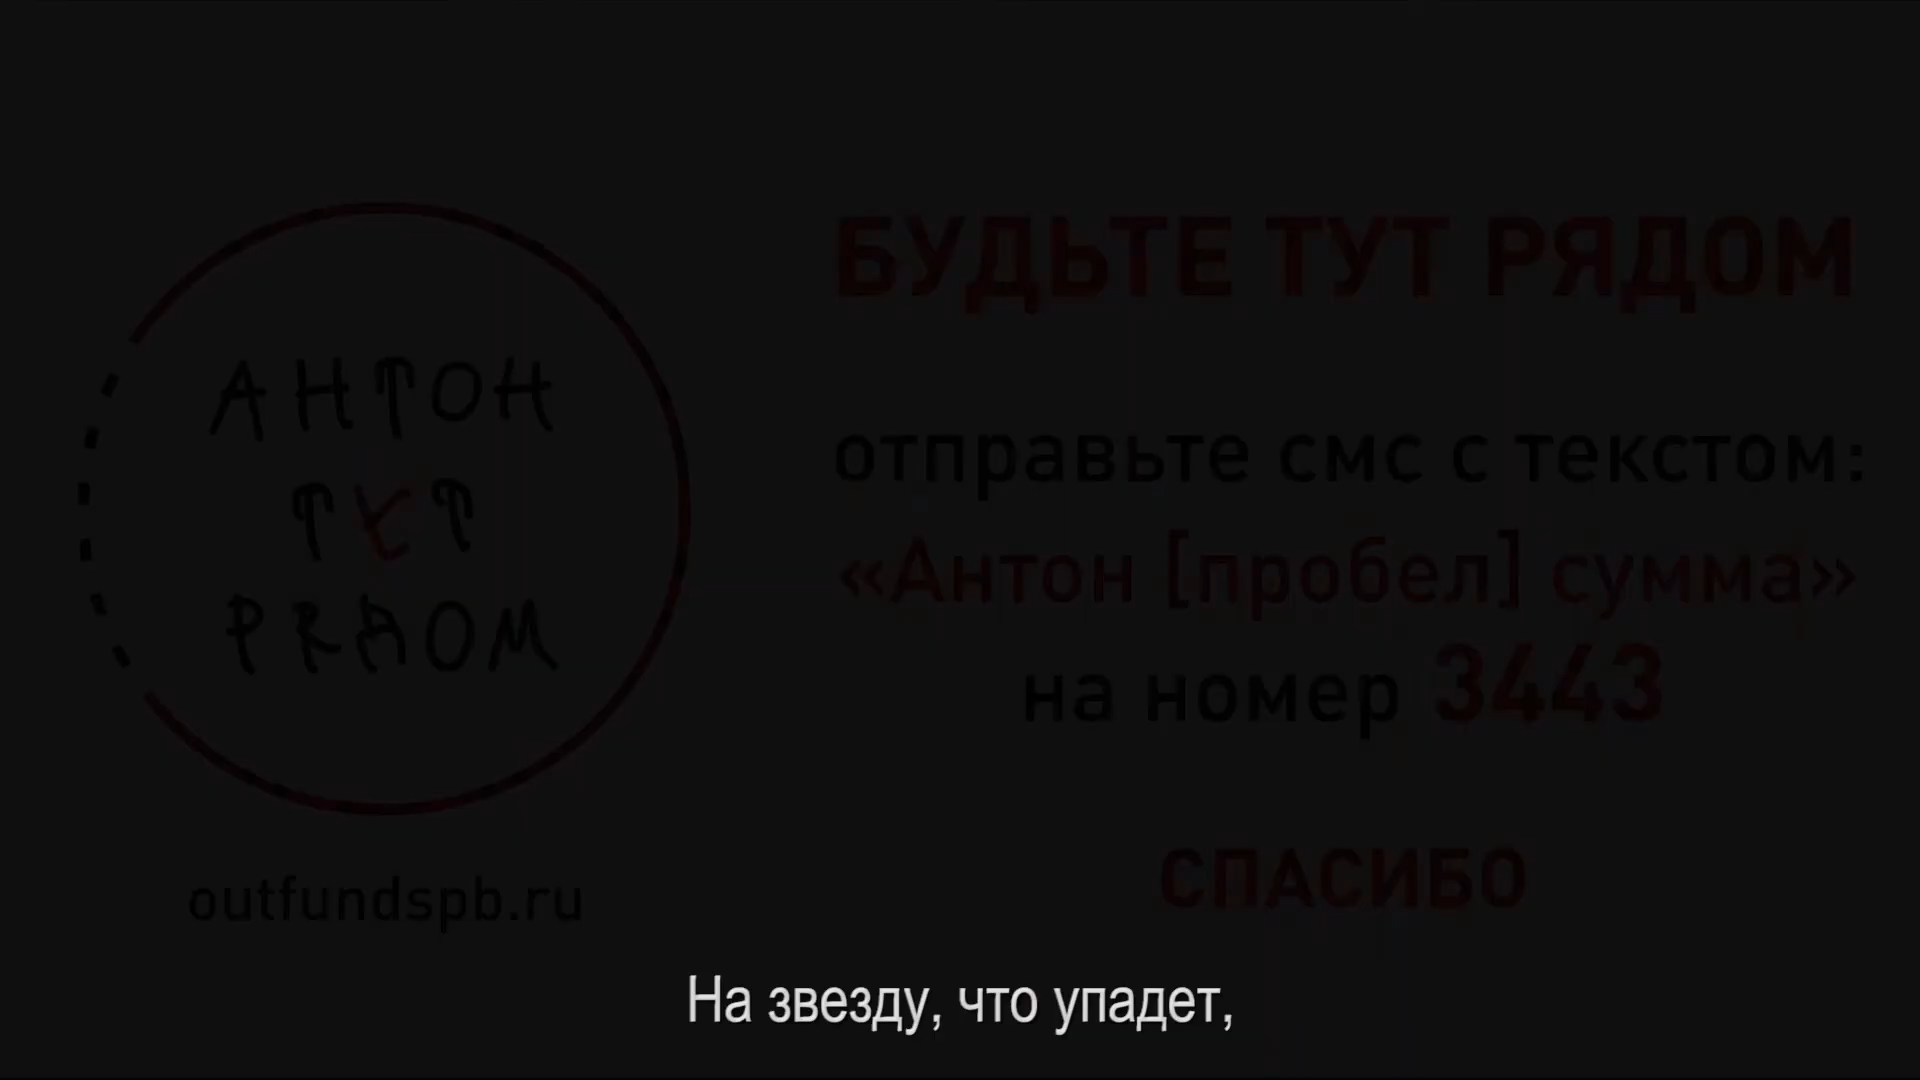 АНТОН
ТУТ
РЯДОМ
outfundspb.ru
БУДЬТЕ ТУТ РЯДОМ
отправьте смс с текстом:
«Антон [пробел] сумма»
на номер 3443
СПАСИБО
На звезду, что упадет,